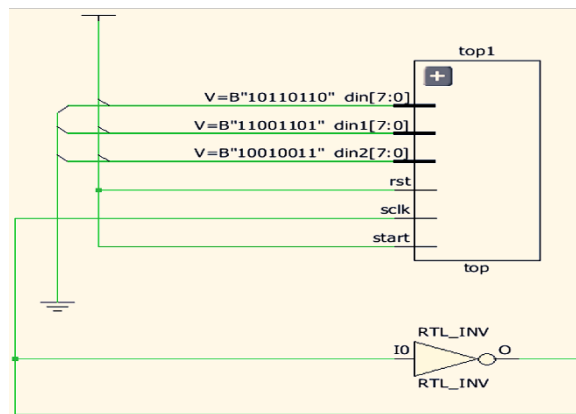 top1
V=B"10110110" din[7:0]
V=B"11001101" din1[7:0]
V=B"10010011" din2[7:0]
rst
sclk
start
top
RTL_INV
I0 O
RTL_INV